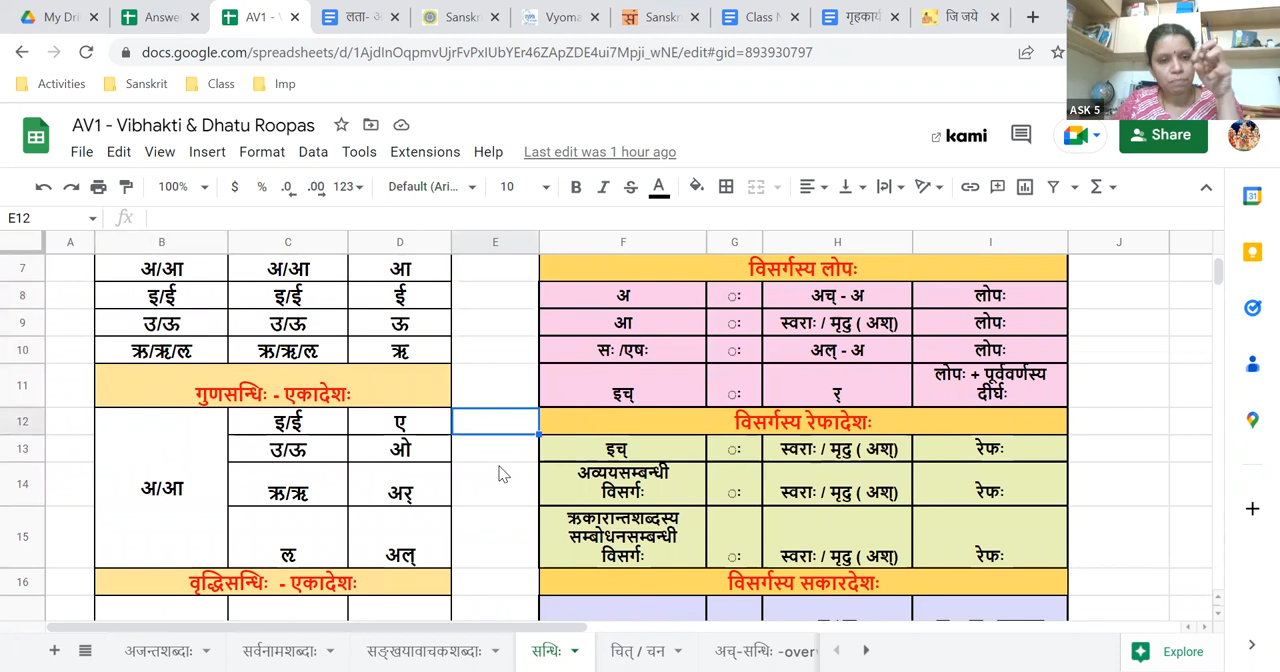 My Driv
Answe
AV1 - V
लता- अ
Sanskr
Vyoma
Sanskr
Class N
गृहकार्य
जि जये
docs.google.com/spreadsheets/d/1AjdInOqpmvUjrFvPxIUbYEr46ZApZDE4ui7Mpji_wNE/edit#gid=893930797
Activities Sanskrit Class Imp
ASK 5
AV1 - Vibhakti & Dhatu Roopas
kami
Share
File Edit View Insert Format Data Tools Extensions Help Last edit was 1 hour ago
100% $ % .0 .00 123 Default (Ari... 10 B I S A
E12 fx
A B C D E F G H I J
7 अ/आ अ/आ आ विसर्गस्य लोपः
8 इ/ई इ/ई ई अ ः अच् - अ लोपः
9 उ/ऊ उ/ऊ ऊ आ ः स्वराः / मृदु ( अश्) लोपः
10 ऋ/ॠ/ऌ ऋ/ॠ/ऌ ॠ सः /एषः ः अल् - अ लोपः
11 गुणसन्धिः - एकादेशः इच् ः र् लोपः + पूर्ववर्णस्य
दीर्घः
12 इ/ई ए विसर्गस्य रेफादेशः
13 उ/ऊ ओ इच् ः स्वराः / मृदु ( अश्) रेफः
14 अ/आ ऋ/ॠ अर् अव्ययसम्बन्धी
विसर्गः ः स्वराः / मृदु ( अश्) रेफः
15 ऌ अल् ऋकारान्तशब्दस्य
सम्बोधनसम्बन्धी
विसर्गः ः स्वराः / मृदु ( अश्) रेफः
16 वृद्धिसन्धिः - एकादेशः विसर्गस्य सकारदेशः
अजन्तशब्दाः सर्वनामशब्दाः सङ्खयावाचकशब्दाः सन्धिः चित् / चन अच्-सन्धिः -over
Explore
31